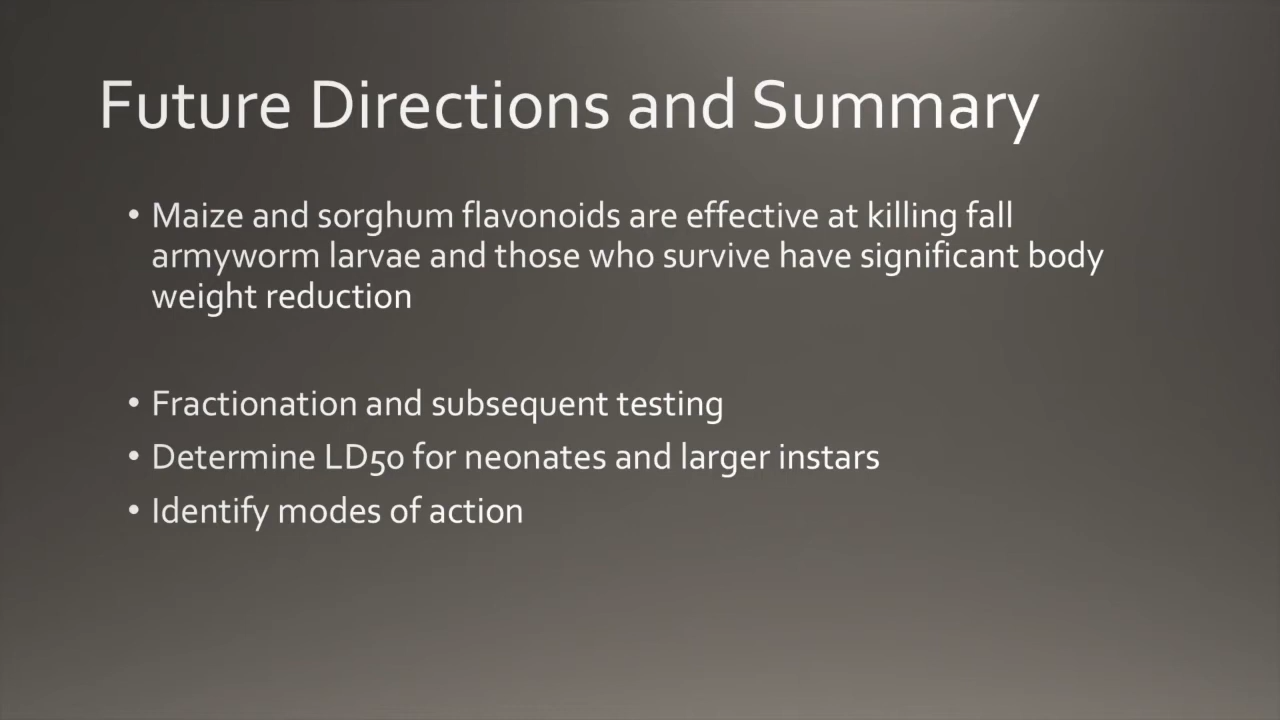 Future Directions and Summary
• Maize and sorghum flavonoids are effective at killing fall
armyworm larvae and those who survive have significant body
weight reduction
• Fractionation and subsequent testing
• Determine LD50 for neonates and larger instars
• Identify modes of action